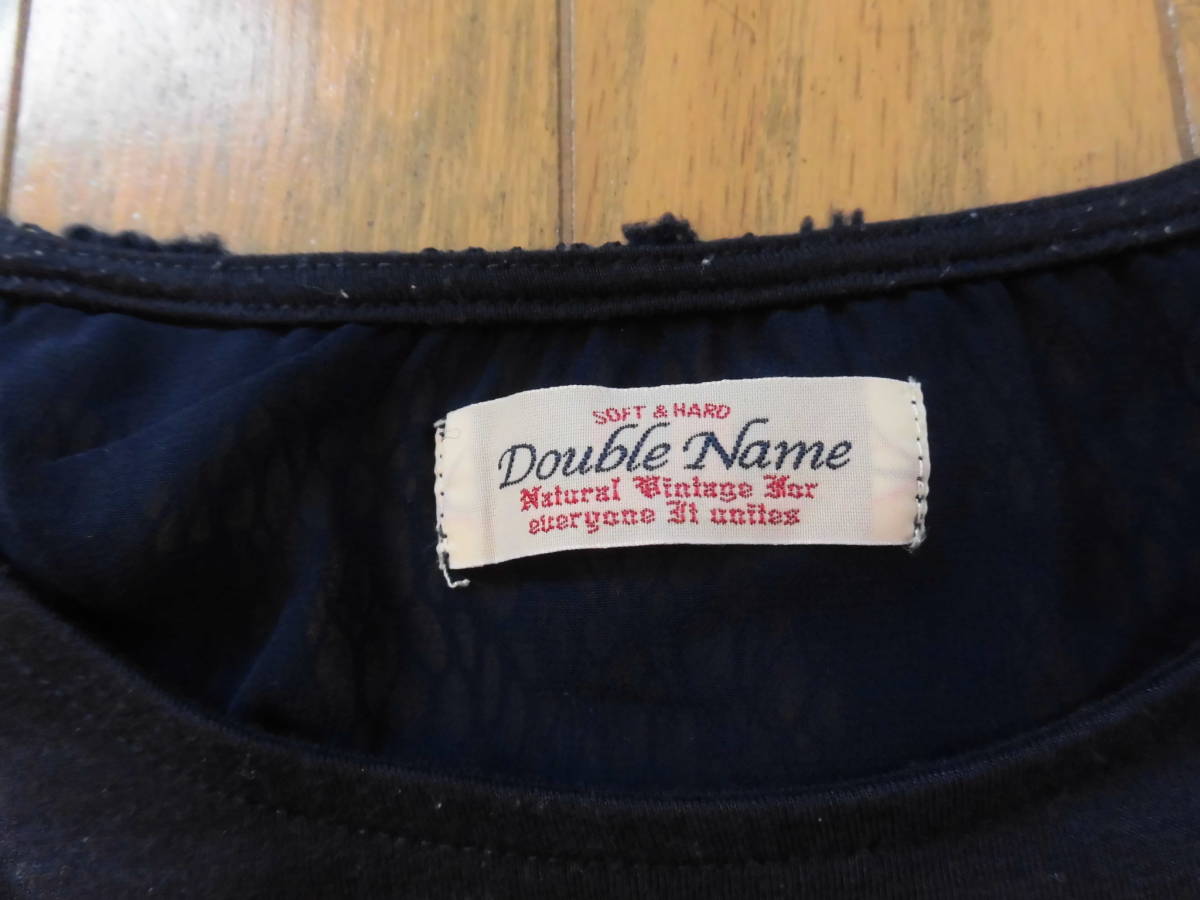 SOFT & HARD
Double Name
Natural Vintage For
everyone It unites